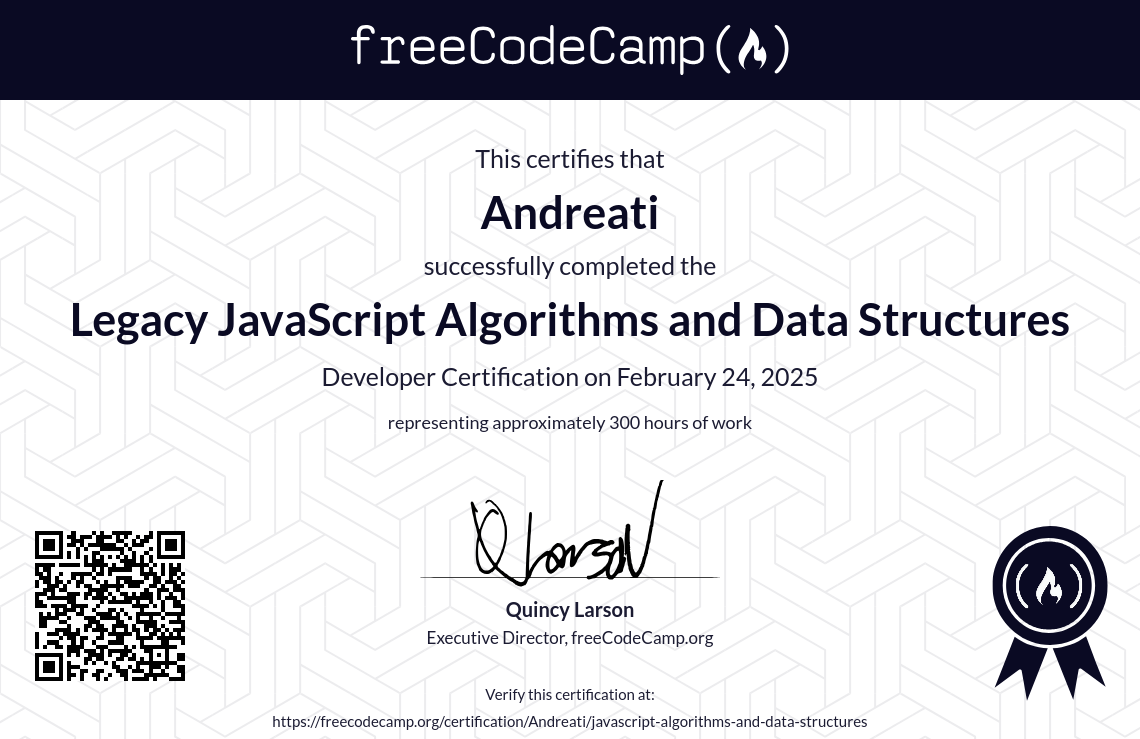 freeCodeCamp
This certifies that
Andreati
successfully completed the
Legacy JavaScript Algorithms and Data Structures
Developer Certification on February 24, 2025
representing approximately 300 hours of work
Q Larson
Quincy Larson
Executive Director, freeCodeCamp.org
Verify this certification at:
https://freecodecamp.org/certification/Andreati/javascript-algorithms-and-data-structures